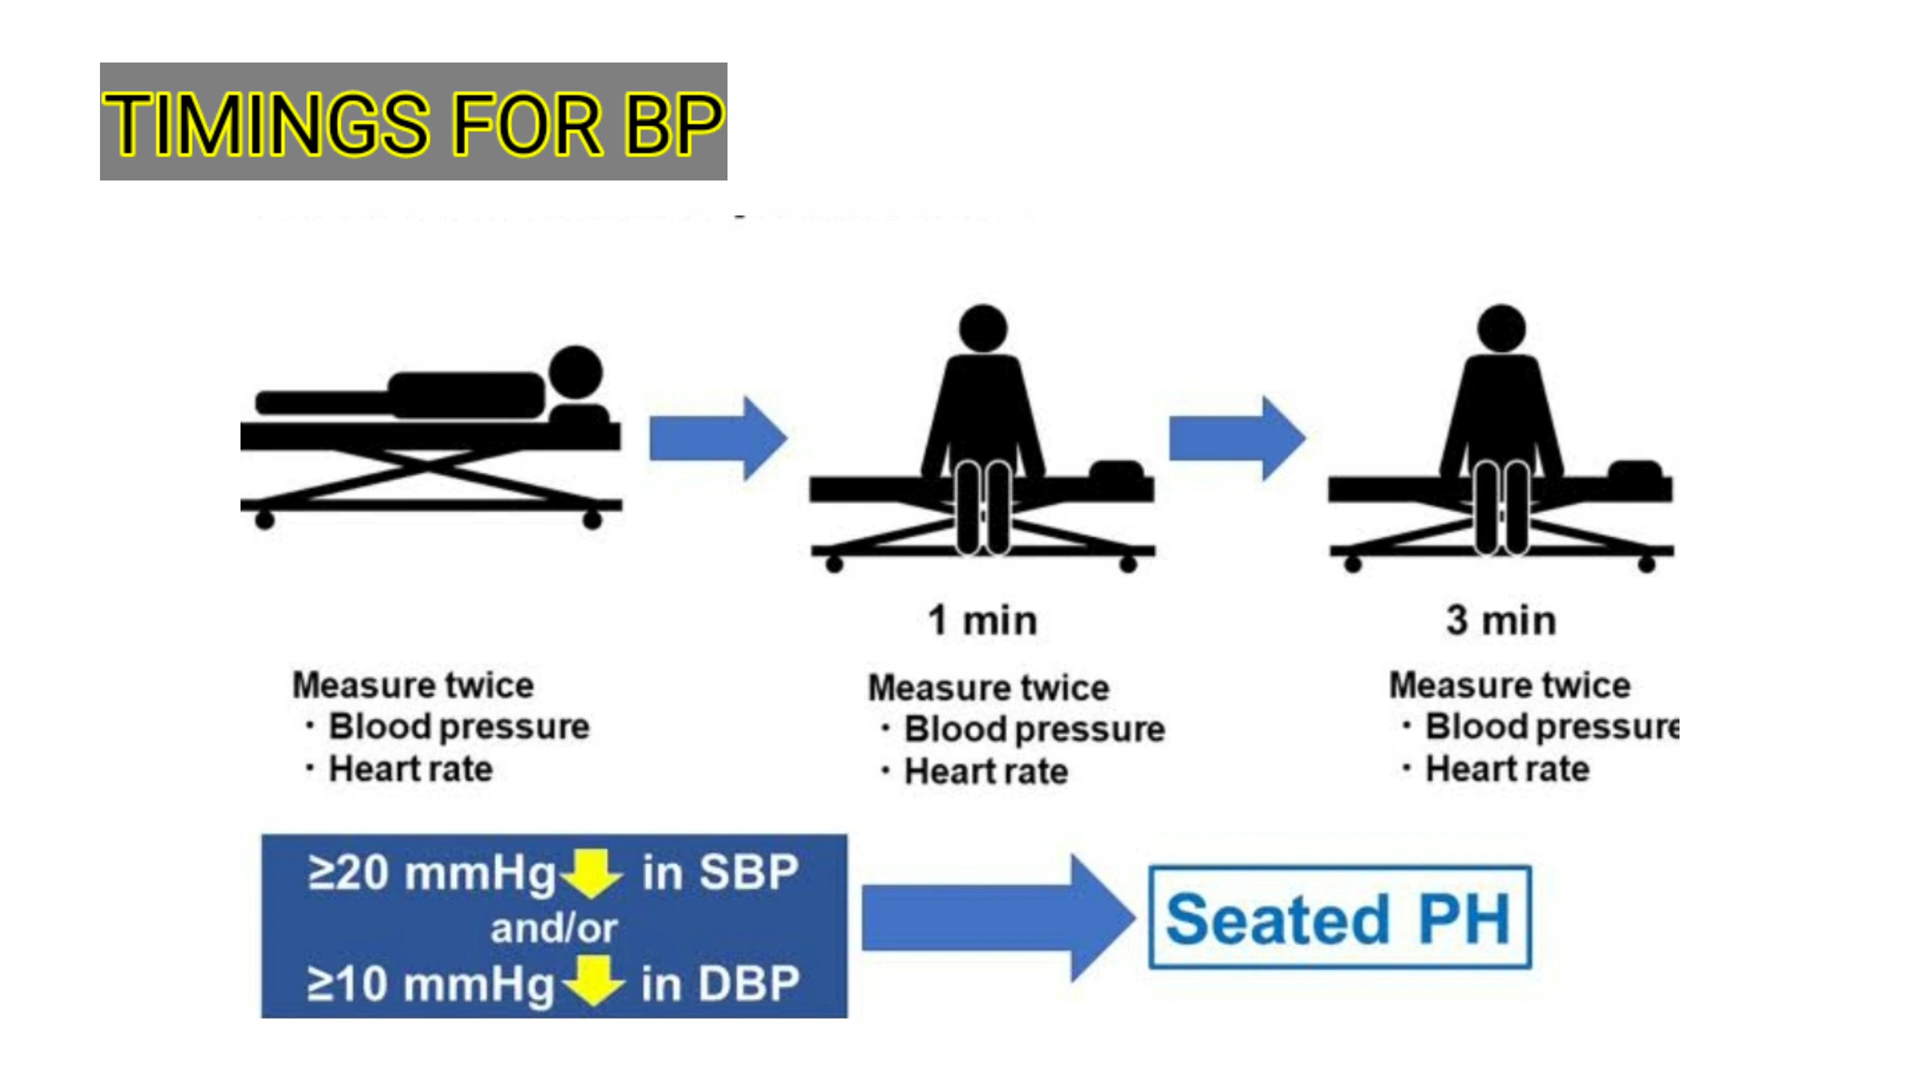 TIMINGS FOR BP
1 min
3 min
Measure twice
・Blood pressure
・Heart rate
Measure twice
・Blood pressure
・Heart rate
Measure twice
・Blood pressure
・Heart rate
≥20 mmHg in SBP
and/or
≥10 mmHg in DBP
Seated PH